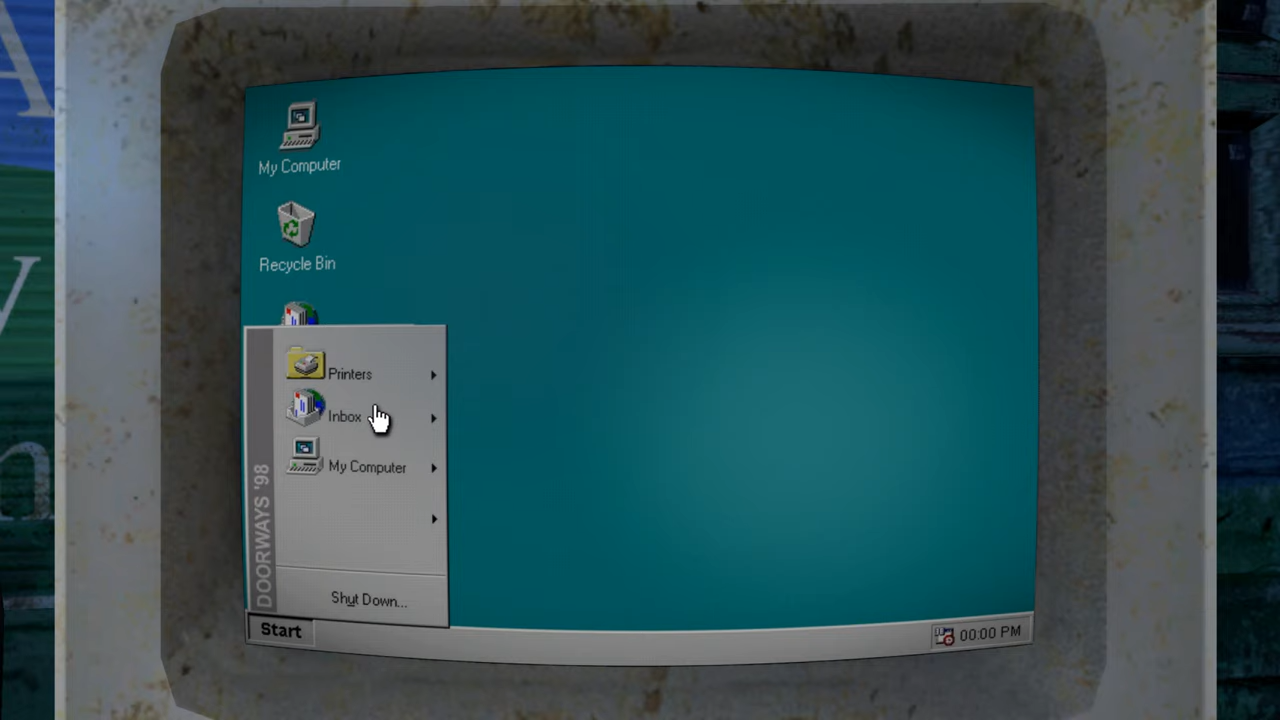 A
My Computer
y
Recycle Bin
Printers
Inbox
h
My Computer
DOORWAYS '98
Shut Down...
Start
00:00 PM